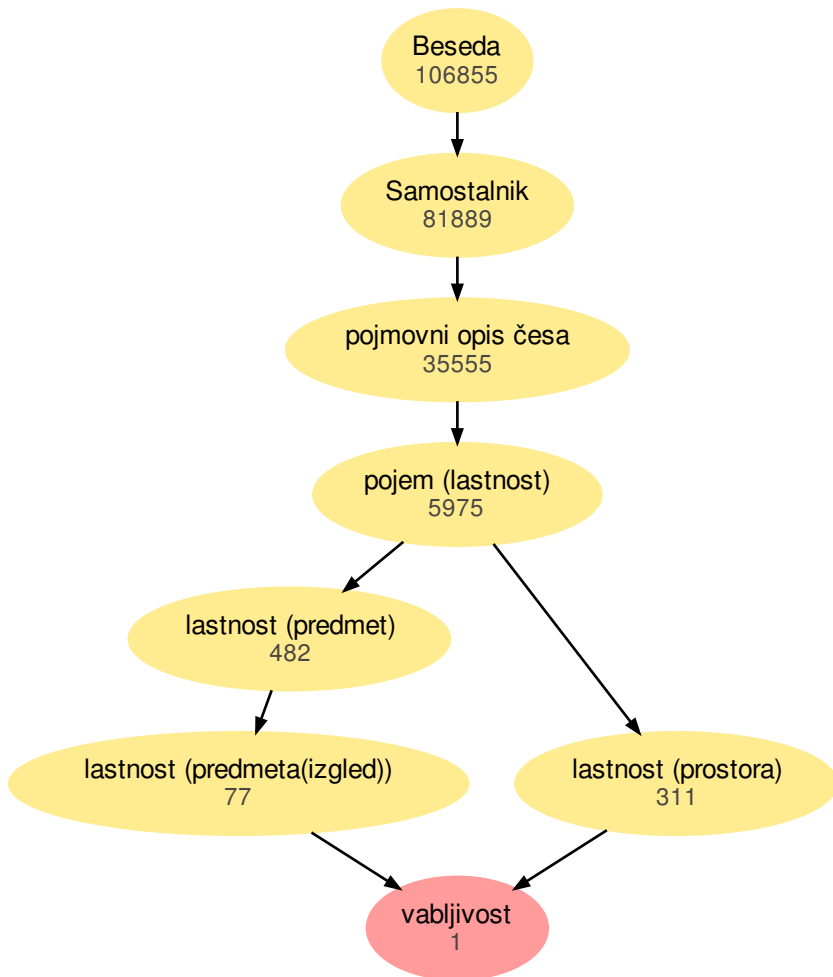 Beseda
106855
Samostalnik
81889
pojmovni opis česa
35555
pojem (lastnost)
5975
lastnost (predmet)
482
lastnost (predmeta(izgled))
77
lastnost (prostora)
311
vabljivost
1